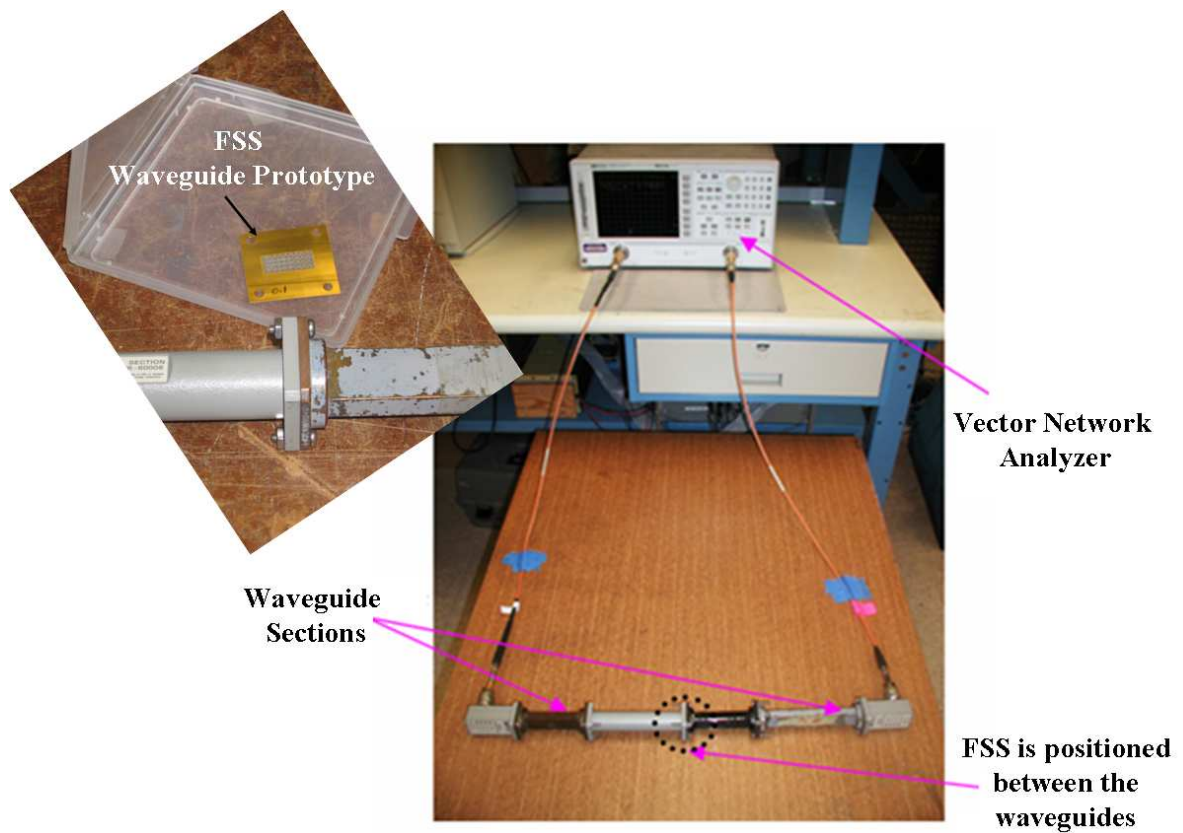 FSS
Waveguide Prototype
SECTION
Vector Network
Analyzer
Waveguide
Sections
FSS is positioned
between the
waveguides